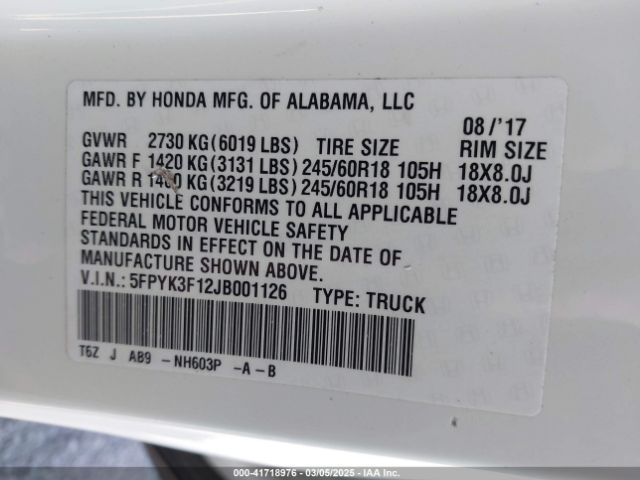 MFD. BY HONDA MFG. OF ALABAMA, LLC
08/'17
GVWR 2730 KG(6019 LBS) TIRE SIZE RIM SIZE
GAWR F 1420 KG(3131 LBS) 245/60R18 105H 18X8.0J
GAWR R KG(3219 LBS) 245/60R18 105H 18X8.0J
THIS VEHICLE CONFORMS TO ALL APPLICABLE
FEDERAL MOTOR VEHICLE SAFETY
STANDARDS IN EFFECT ON THE DATE OF
MANUFACTURE SHOWN ABOVE.
V.I.N.: 5FPYK3F12JB001126 TYPE: TRUCK
T6Z J AB9 -NH603P -A-B
000-41718976 — 03/05/2025 — IAA Inc.